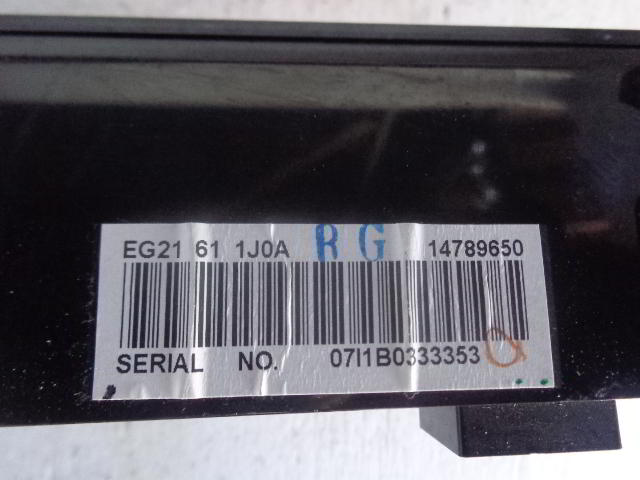 EG21 61 1J0A RG 14789650
SERIAL NO. 07I1B0333353